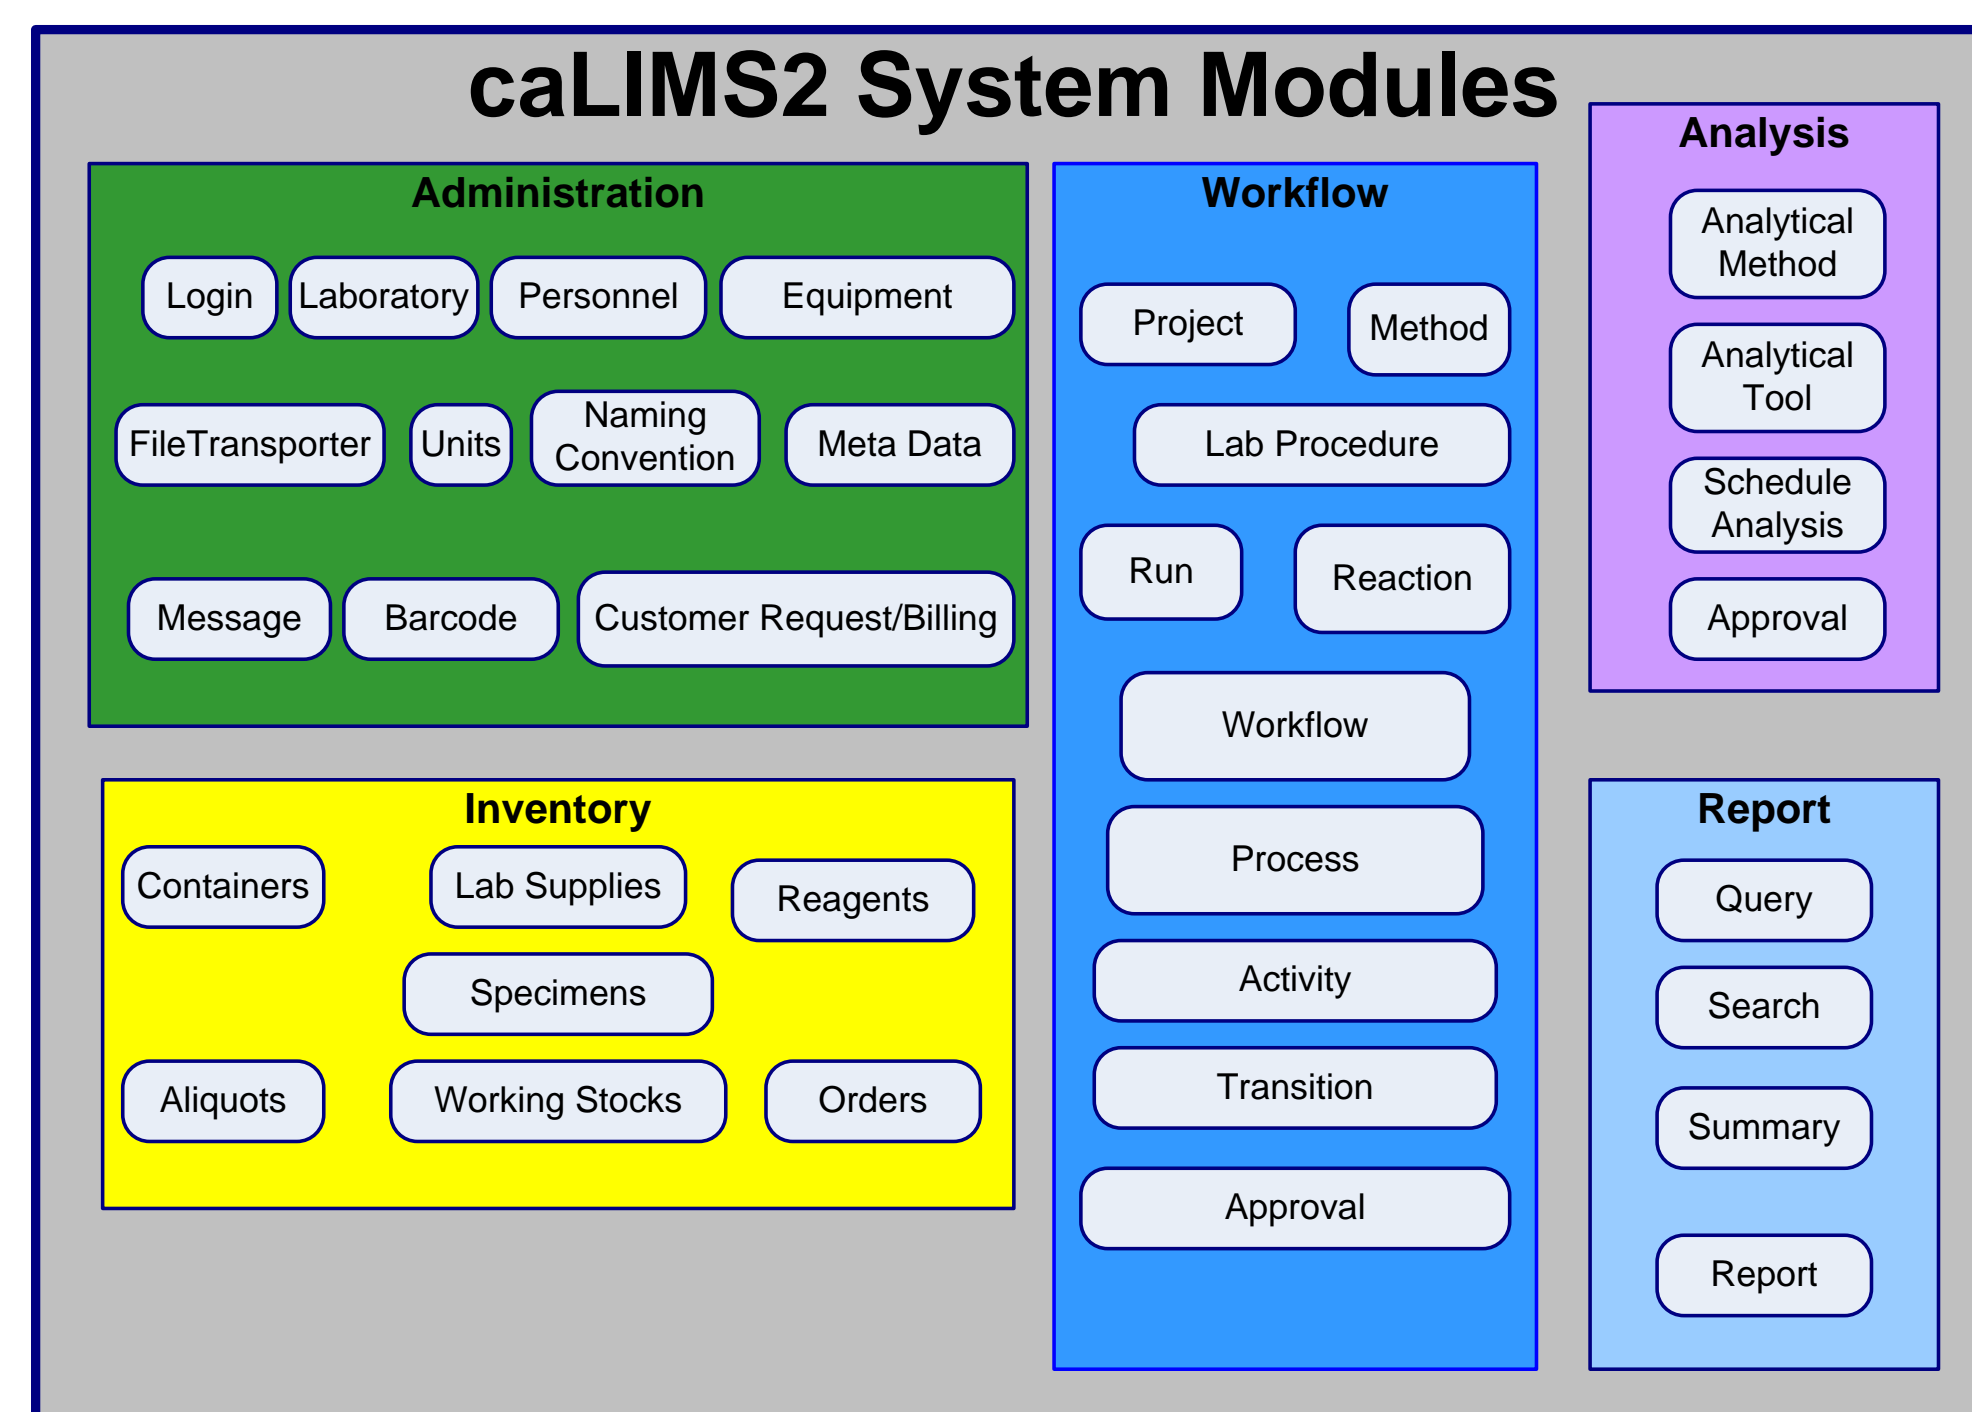 caLIMS2 System Modules
Administration
Login
Laboratory
Personnel
Equipment
FileTransporter
Units
Naming
Convention
Meta Data
Message
Barcode
Customer Request/Billing
Inventory
Containers
Lab Supplies
Reagents
Specimens
Aliquots
Working Stocks
Orders
Workflow
Project
Method
Lab Procedure
Run
Reaction
Workflow
Process
Activity
Transition
Approval
Analysis
Analytical
Method
Analytical
Tool
Schedule
Analysis
Approval
Report
Query
Search
Summary
Report